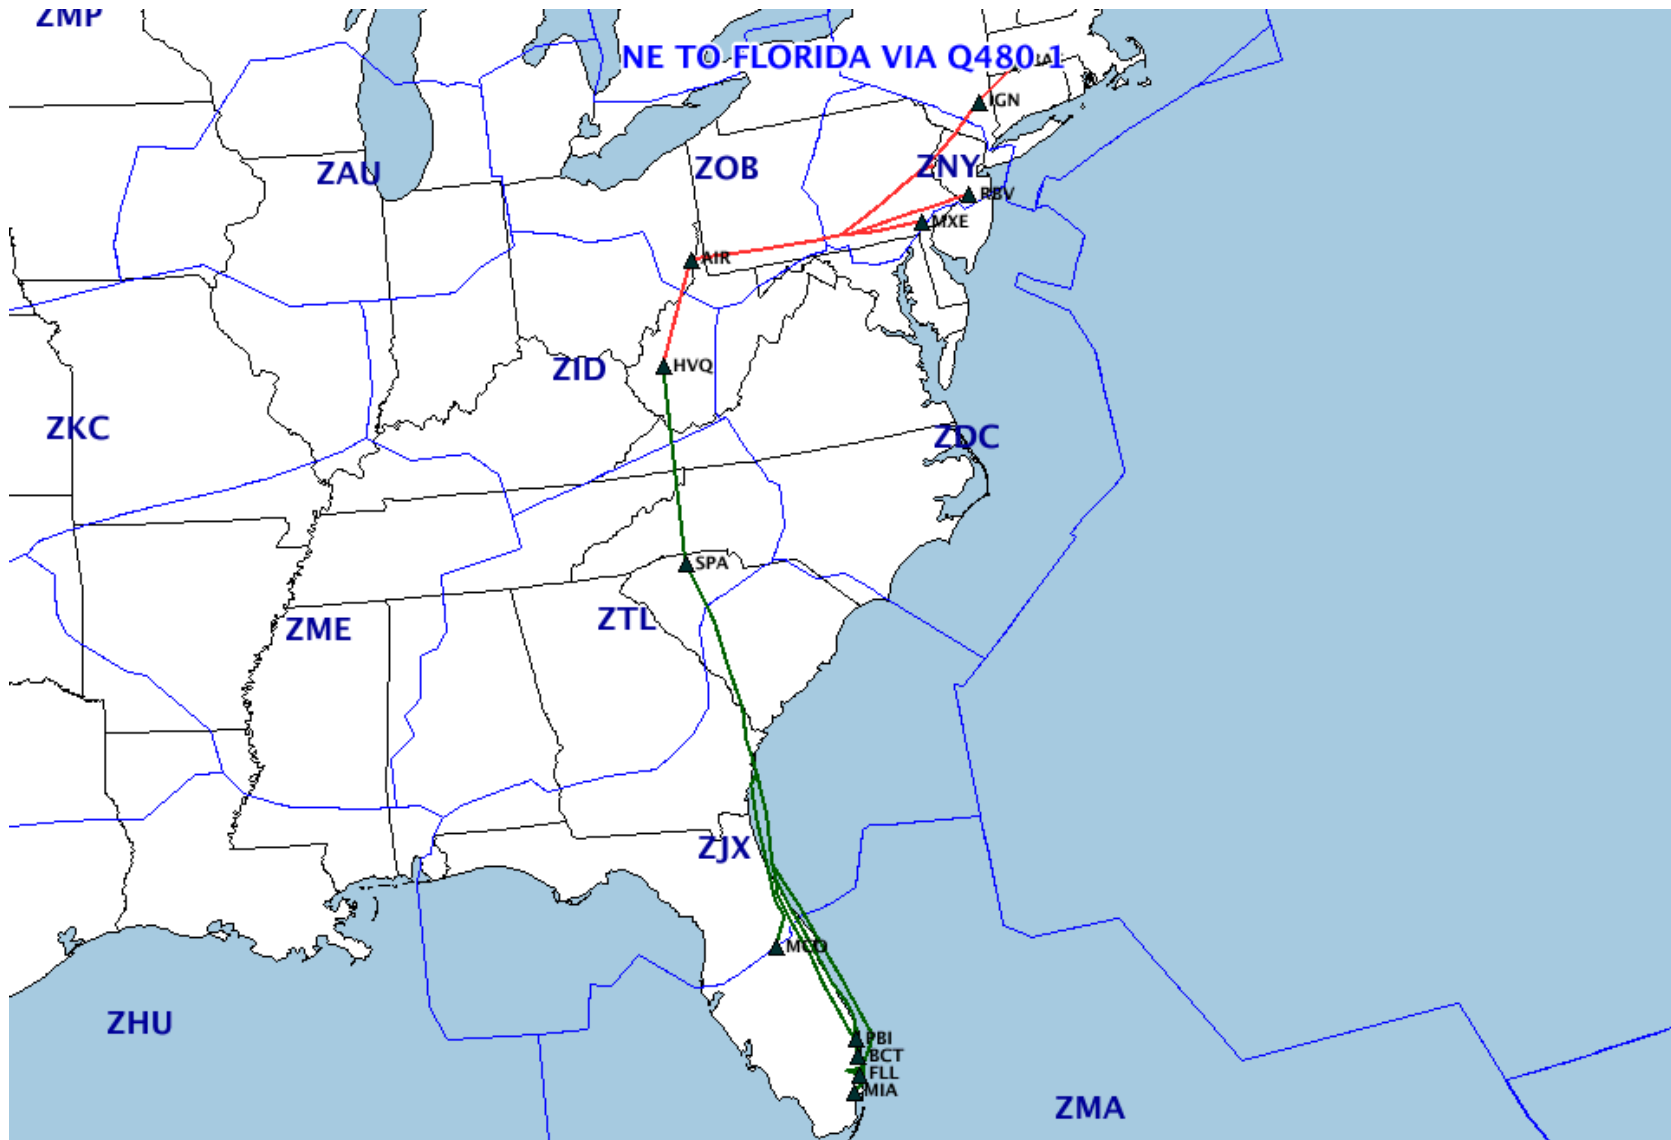 ZMP
NE TO FLORIDA VIA Q480 1
IGN
ZAU
ZOB
ZNY
RBV
MXE
AIR
ZID
HVQ
ZKC
ZDC
SPA
ZME
ZTL
ZJX
MCO
ZHU
PBI
BCT
FLL
MIA
ZMA